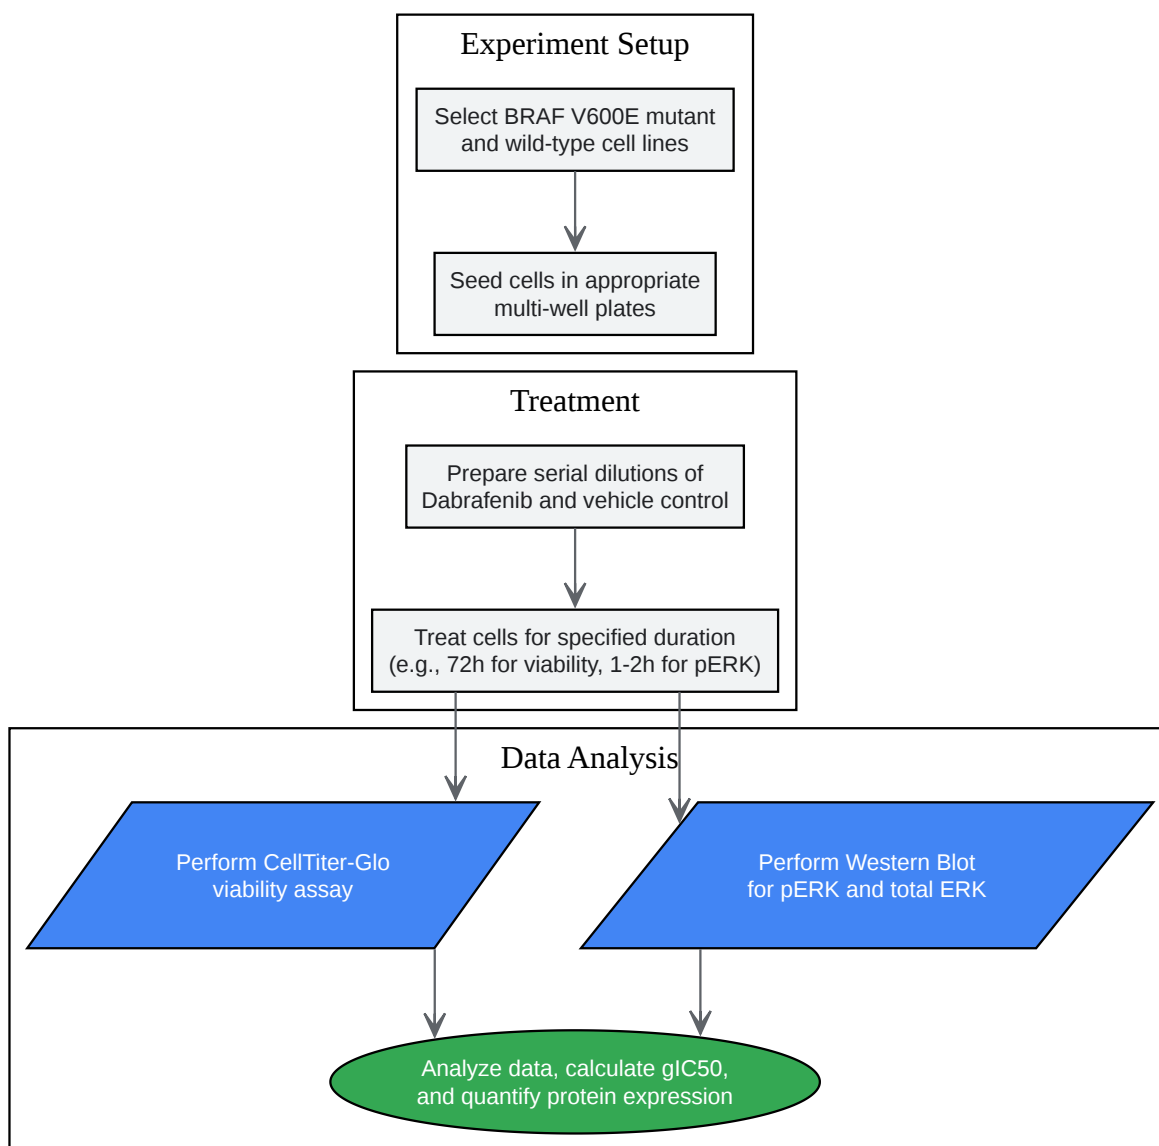 Experiment Setup
Select BRAF V600E mutant
and wild-type cell lines
Seed cells in appropriate
multi-well plates
Treatment
Prepare serial dilutions of
Dabrafenib and vehicle control
Treat cells for specified duration
(e.g., 72h for viability, 1-2h for pERK)
Data Analysis
Perform CellTiter-Glo
viability assay
Perform Western Blot
for pERK and total ERK
Analyze data, calculate gIC50,
and quantify protein expression